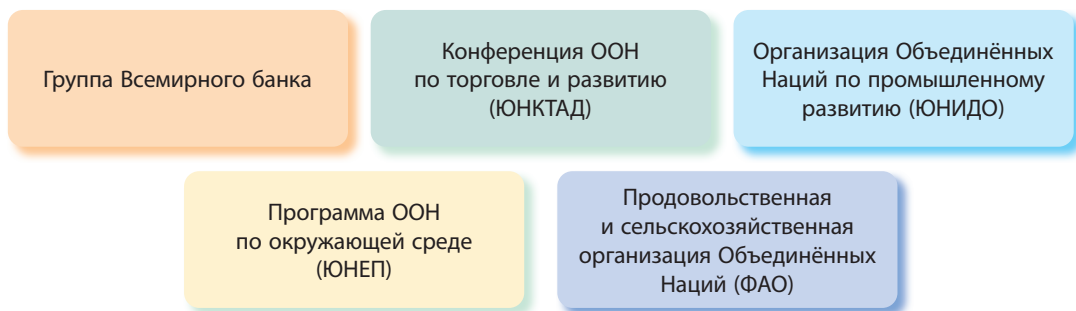 Группа Всемирного банка
Конференция ООН
по торговле и развитию
(ЮНКТАД)
Организация Объединённых
Наций по промышленному
развитию (ЮНИДО)
Программа ООН
по окружающей среде
(ЮНЕП)
Продовольственная
и сельскохозяйственная
организация Объединённых
Наций (ФАО)